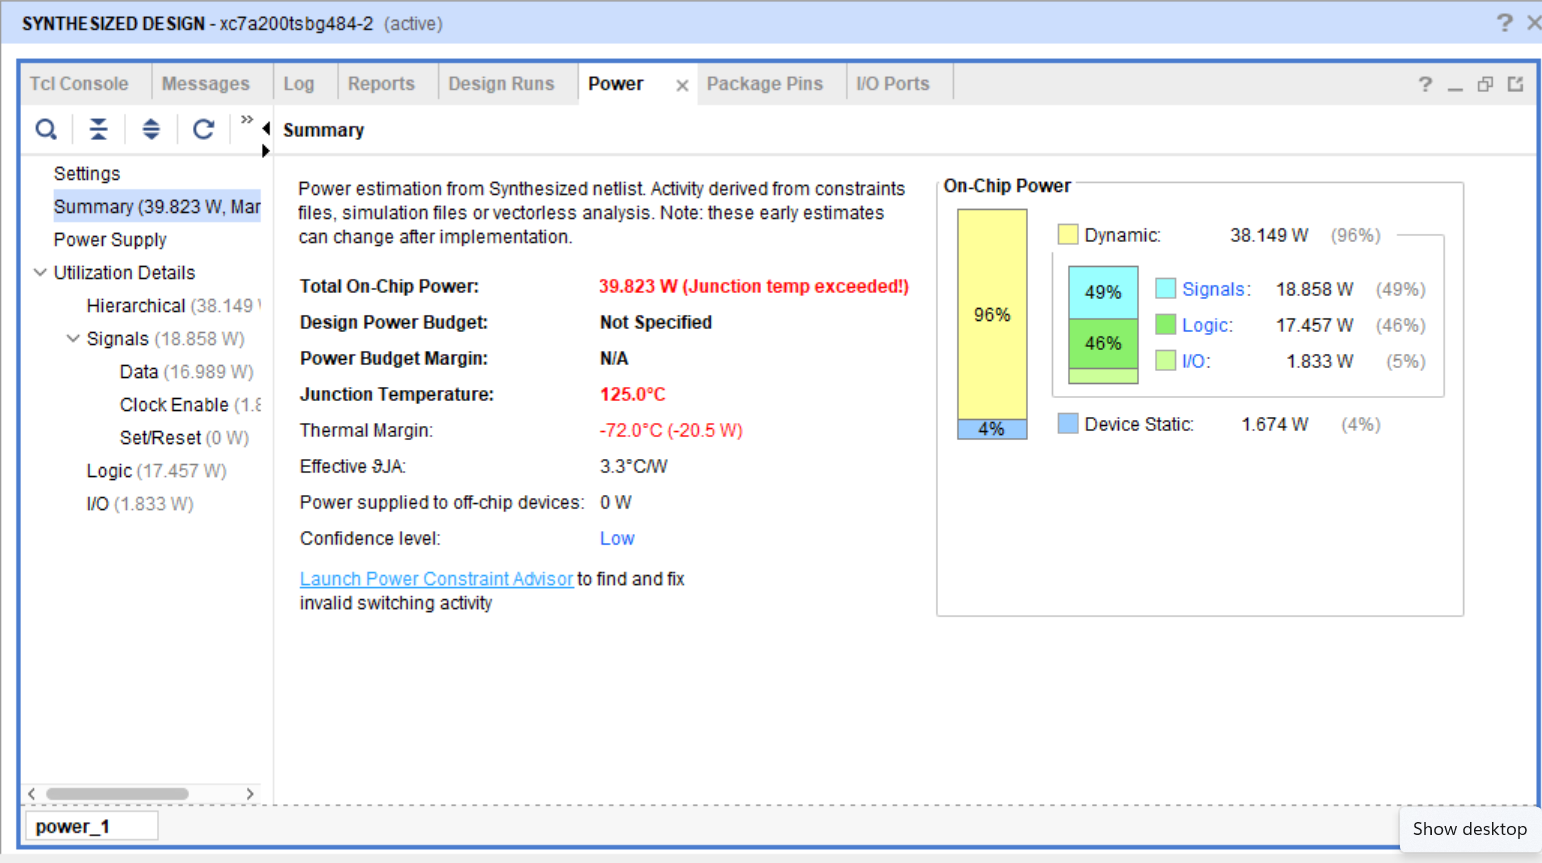 SYNTHESIZED DESIGN - xc7a200tsbg484-2 (active)
Tcl Console Messages Log Reports Design Runs Power Package Pins I/O Ports
Summary
Settings
Summary (39.823 W, Mar
Power Supply
Utilization Details
Hierarchical (38.149
Signals (18.858 W)
Data (16.989 W)
Clock Enable (1.8
Set/Reset (0 W)
Logic (17.457 W)
I/O (1.833 W)
Power estimation from Synthesized netlist. Activity derived from constraints
files, simulation files or vectorless analysis. Note: these early estimates
can change after implementation.
Total On-Chip Power: 39.823 W (Junction temp exceeded!)
Design Power Budget: Not Specified
Power Budget Margin: N/A
Junction Temperature: 125.0°C
Thermal Margin: -72.0°C (-20.5 W)
Effective ϑJA: 3.3°C/W
Power supplied to off-chip devices: 0 W
Confidence level: Low
Launch Power Constraint Advisor to find and fix
invalid switching activity
On-Chip Power
96%
4%
Dynamic: 38.149 W (96%)
49%
46%
Signals: 18.858 W (49%)
Logic: 17.457 W (46%)
I/O: 1.833 W (5%)
Device Static: 1.674 W (4%)
power_1
Show desktop